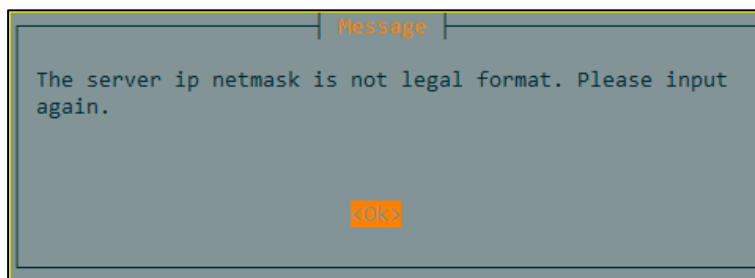 Message
The server ip netmask is not legal format. Please input
again.
<Ok>